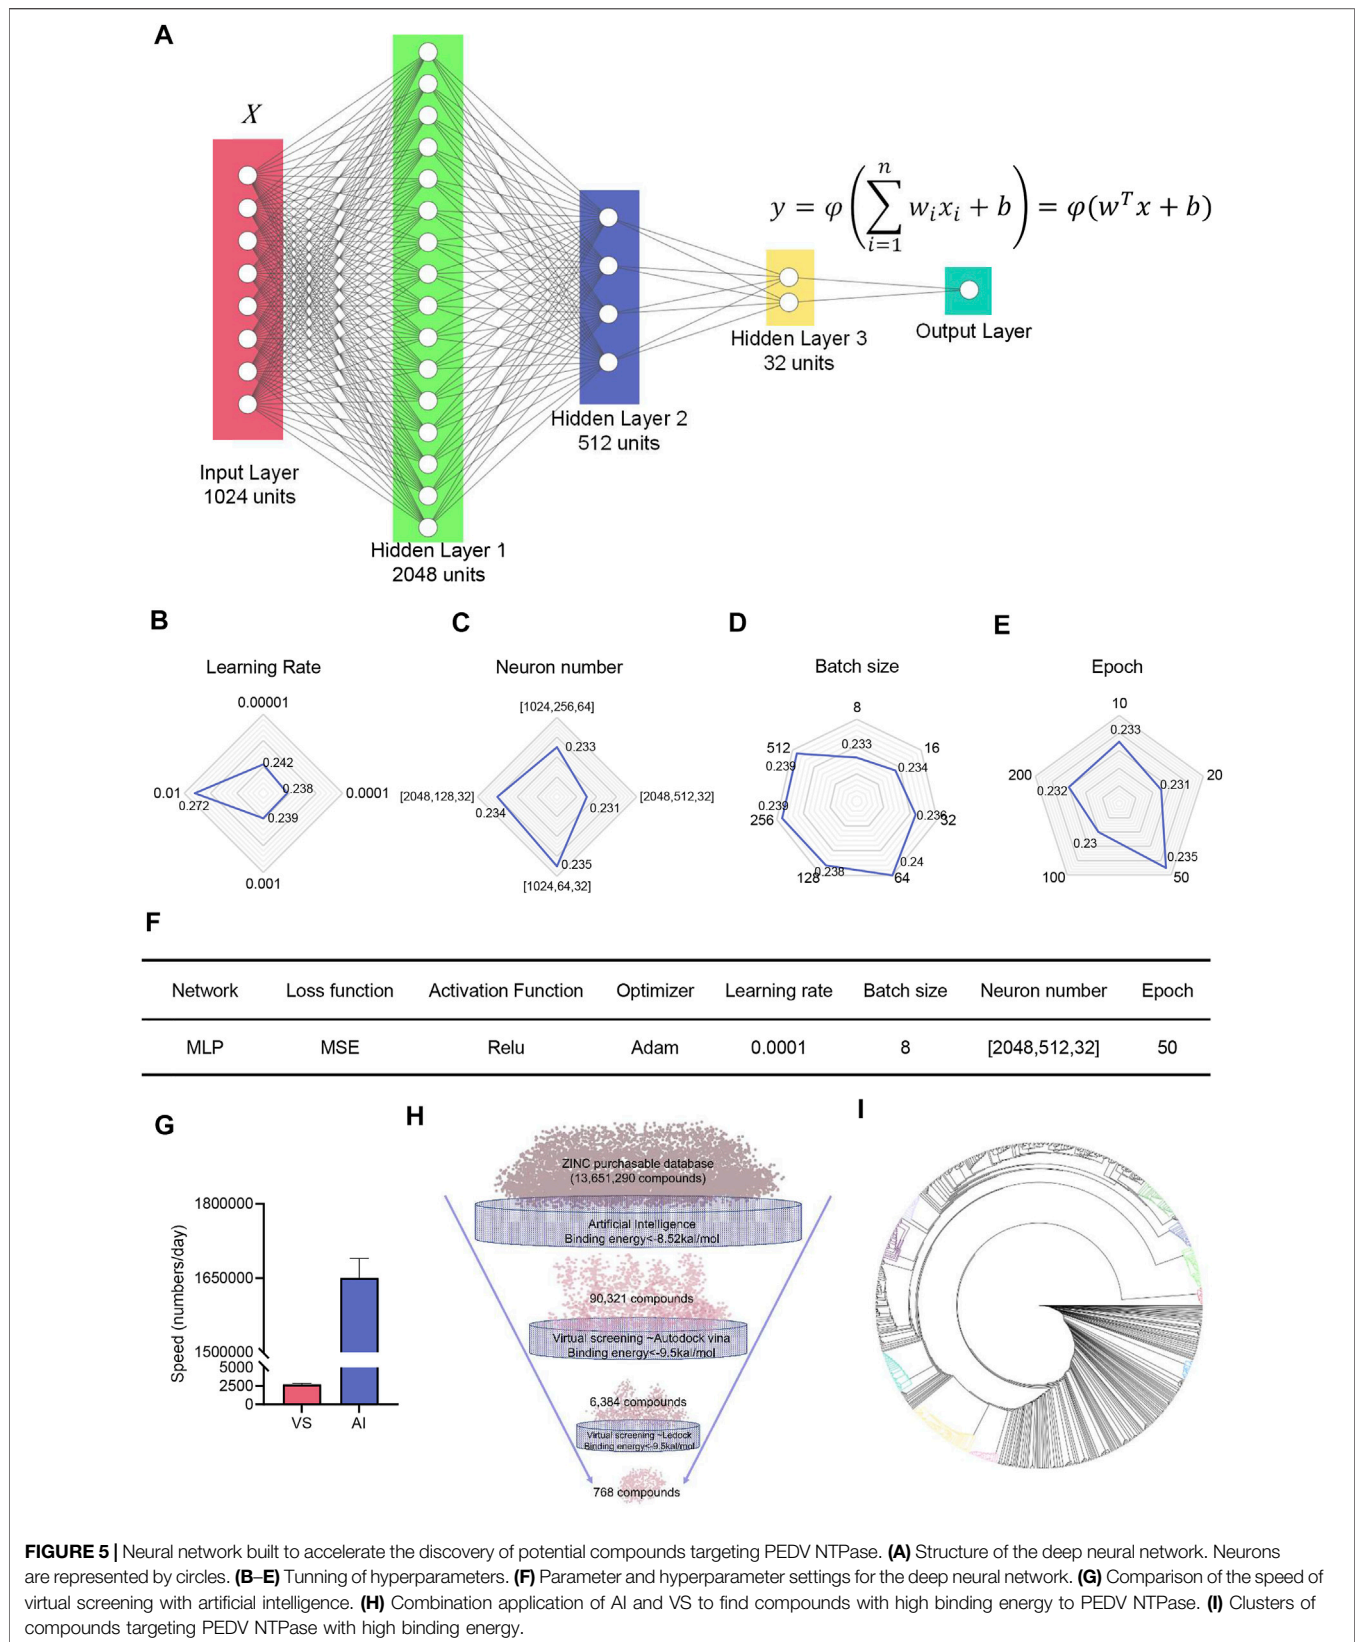 A
X
y = φ(∑ⁿᵢ₌₁ wᵢxᵢ + b) = φ(wᵀx + b)
Input Layer
1024 units
Hidden Layer 1
2048 units
Hidden Layer 2
512 units
Hidden Layer 3
32 units
Output Layer
B
Learning Rate
0.00001
0.242
0.01
0.272
0.238
0.0001
0.239
0.001
C
Neuron number
[1024,256,64]
0.233
[2048,128,32]
0.234
0.231
[2048,512,32]
0.235
[1024,64,32]
D
Batch size
8
0.233
512
0.239
16
0.234
0.239
256
0.236
32
0.24
64
0.238
128
E
Epoch
10
0.233
200
0.232
0.231
20
0.23
100
0.235
50
F
Network Loss function Activation Function Optimizer Learning rate Batch size Neuron number Epoch
MLP MSE Relu Adam 0.0001 8 [2048,512,32] 50
G
Speed (numbers/day)
1800000
1650000
1500000
5000
2500
0
VS AI
H
ZINC purchasable database
(13,651,290 compounds)
Artificial Intelligence
Binding energy<-8.52kal/mol
90,321 compounds
Virtual screening ~Autodock vina
Binding energy<-9.5kal/mol
6,384 compounds
Virtual screening ~Ledock
Binding energy<-9.5kal/mol
768 compounds
I
FIGURE 5 | Neural network built to accelerate the discovery of potential compounds targeting PEDV NTPase. (A) Structure of the deep neural network. Neurons
are represented by circles. (B–E) Tunning of hyperparameters. (F) Parameter and hyperparameter settings for the deep neural network. (G) Comparison of the speed of
virtual screening with artificial intelligence. (H) Combination application of AI and VS to find compounds with high binding energy to PEDV NTPase. (I) Clusters of
compounds targeting PEDV NTPase with high binding energy.